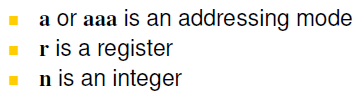 a or aaa is an addressing mode
r is a register
n is an integer